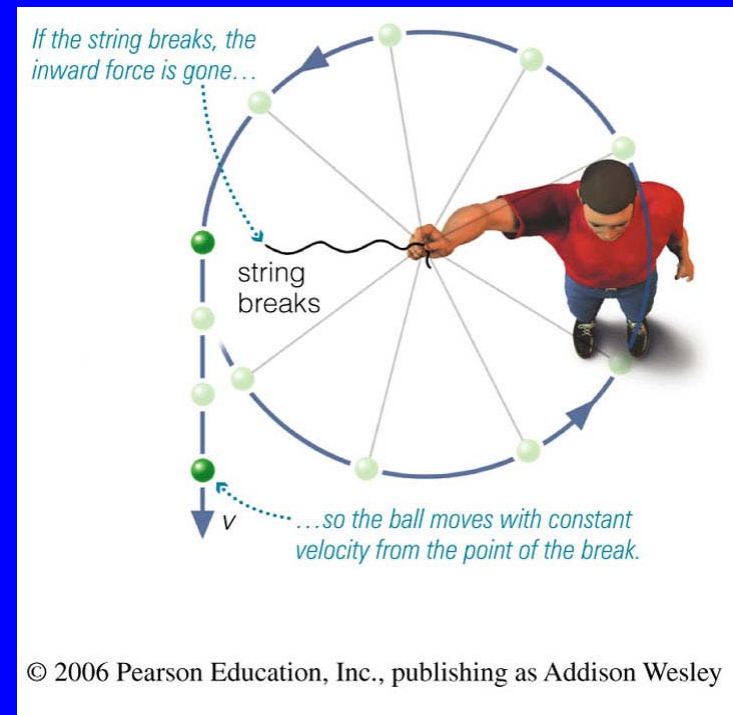 If the string breaks, the
inward force is gone...
string
breaks
v
...so the ball moves with constant
velocity from the point of the break.
© 2006 Pearson Education, Inc., publishing as Addison Wesley